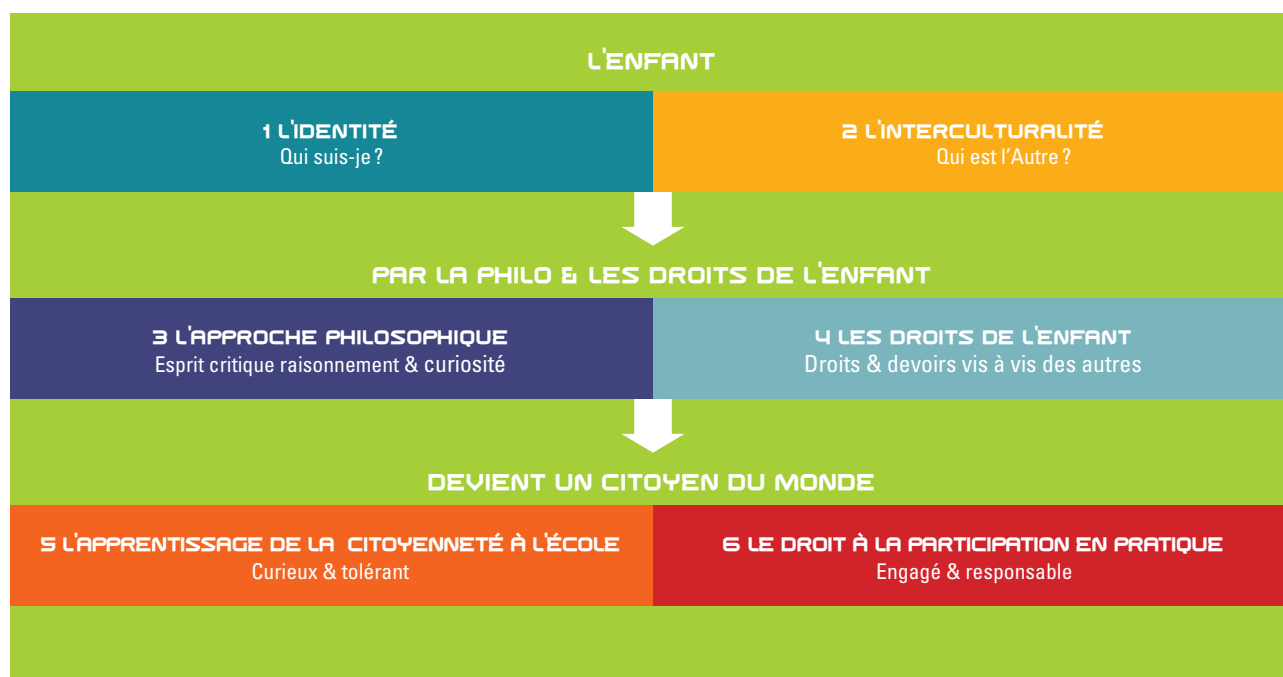 L'ENFANT
1 L'IDENTITÉ
Qui suis-je ?
2 L'INTERCULTURALITÉ
Qui est l'Autre ?
PAR LA PHILO & LES DROITS DE L'ENFANT
3 L'APPROCHE PHILOSOPHIQUE
Esprit critique raisonnement & curiosité
4 LES DROITS DE L'ENFANT
Droits & devoirs vis à vis des autres
DEVIENT UN CITOYEN DU MONDE
5 L'APPRENTISSAGE DE LA CITOYENNETÉ À L'ÉCOLE
Curieux & tolérant
6 LE DROIT À LA PARTICIPATION EN PRATIQUE
Engagé & responsable